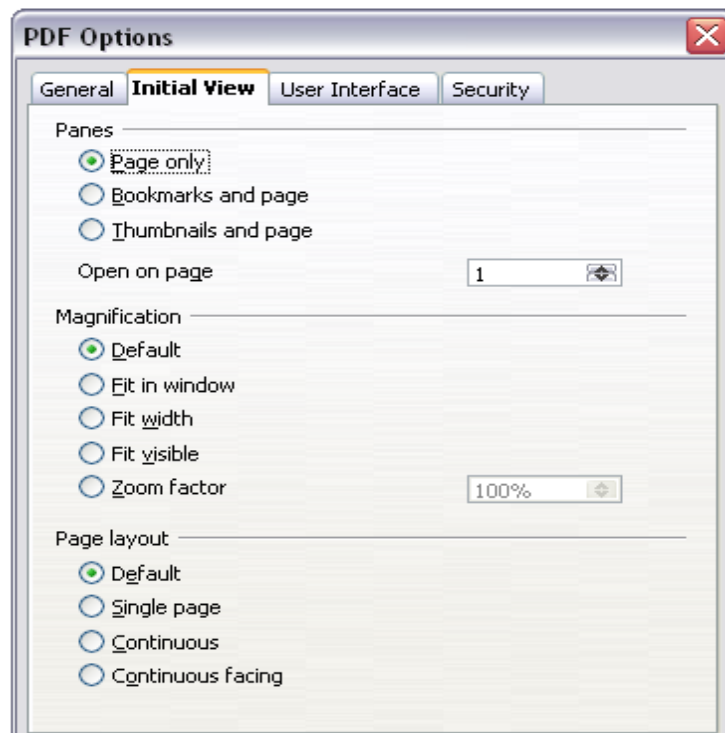 PDF Options
General Initial View User Interface Security
Panes
Page only
Bookmarks and page
Thumbnails and page
Open on page 1
Magnification
Default
Fit in window
Fit width
Fit visible
Zoom factor 100%
Page layout
Default
Single page
Continuous
Continuous facing